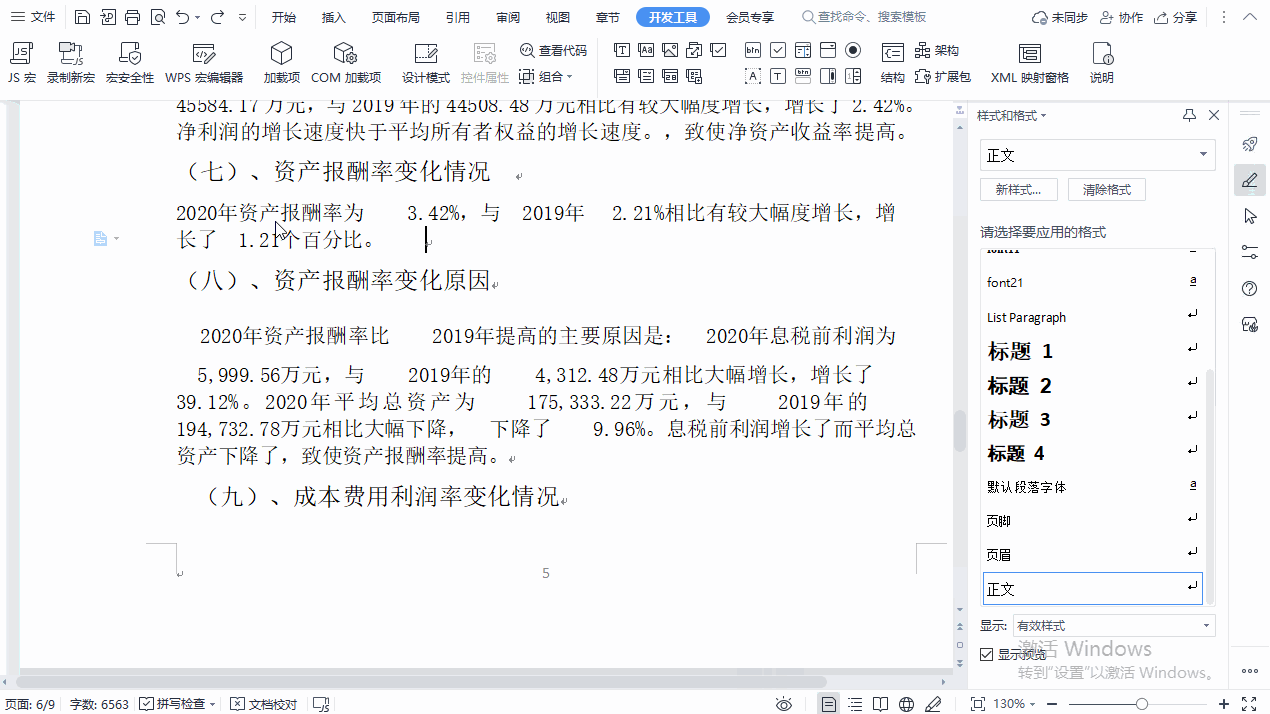 文件 开始 插入 页面布局 引用 审阅 视图 章节 开发工具 会员专享 查找命令、搜索模板 未同步 协作 分享
JS 宏 录制新宏 宏安全性 WPS 宏编辑器 加载项 COM 加载项 设计模式 控件属性 查看代码 组合 结构 架构 扩展包 XML 映射窗格 说明
45584.17 万元，与 2019 年的 44508.48 万元相比有较大幅度增长，增长了 2.42%。
净利润的增长速度快于平均所有者权益的增长速度。，致使净资产收益率提高。
（七）、资产报酬率变化情况
2020年资产报酬率为 3.42%，与 2019年 2.21%相比有较大幅度增长，增
长了 1.21个百分比。
（八）、资产报酬率变化原因
2020年资产报酬率比 2019年提高的主要原因是： 2020年息税前利润为
5,999.56万元，与 2019年的 4,312.48万元相比大幅增长，增长了
39.12%。2020年平均总资产为 175,333.22万元，与 2019年的
194,732.78万元相比大幅下降， 下降了 9.96%。息税前利润增长了而平均总
资产下降了，致使资产报酬率提高。
（九）、成本费用利润率变化情况
5
样式和格式
正文
新样式... 清除格式
请选择要应用的格式
font21
List Paragraph
标题 1
标题 2
标题 3
标题 4
默认段落字体
页脚
页眉
正文
显示: 有效样式
显示预览
激活 Windows
转到“设置”以激活 Windows。
页面: 6/9 字数: 6563 拼写检查 文档校对 130%